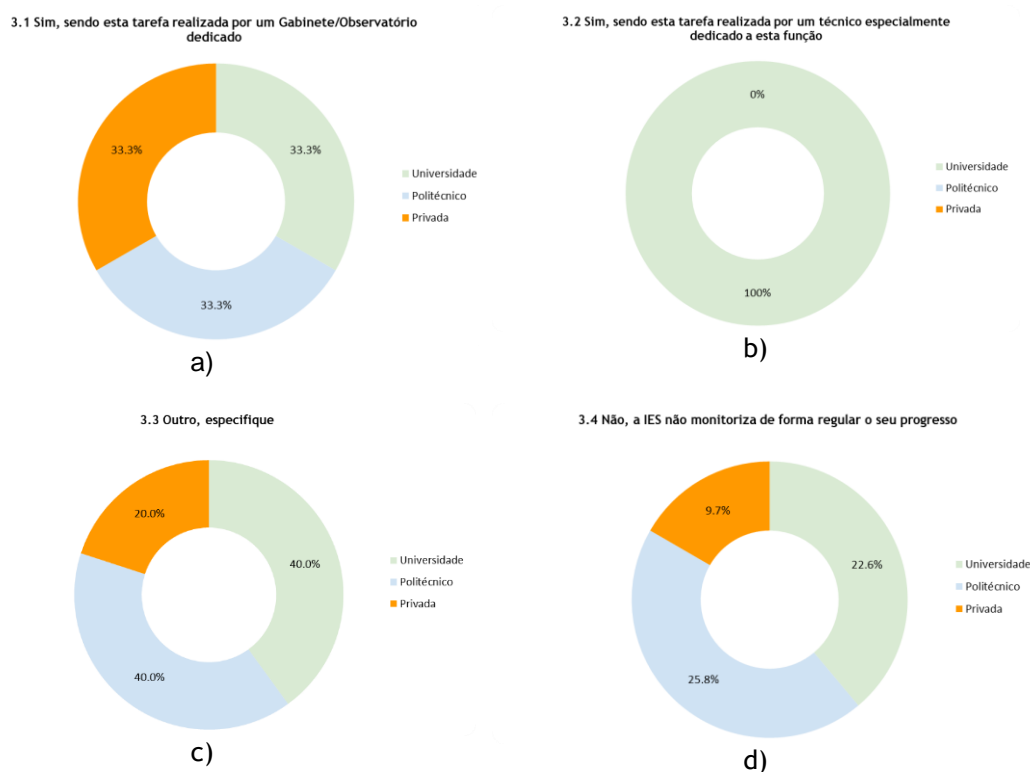 3.1 Sim, sendo esta tarefa realizada por um Gabinete/Observatório
dedicado
33.3%
33.3%
33.3%
Universidade
Politécnico
Privada
a)
3.2 Sim, sendo esta tarefa realizada por um técnico especialmente
dedicado a esta função
0%
100%
Universidade
Politécnico
Privada
b)
3.3 Outro, especifique
20.0%
40.0%
40.0%
Universidade
Politécnico
Privada
c)
3.4 Não, a IES não monitoriza de forma regular o seu progresso
9.7%
22.6%
25.8%
Universidade
Politécnico
Privada
d)